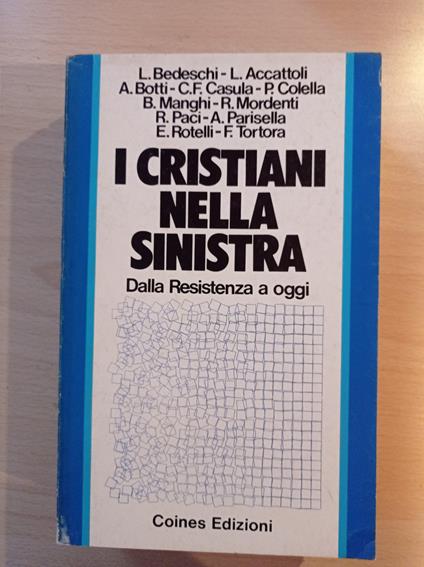 L. Bedeschi - L. Accattoli
A. Botti - C.F. Casula - P. Colella
B. Manghi - R. Mordenti
R. Paci - A. Parisella
E. Rotelli - F. Tortora
I CRISTIANI
NELLA
SINISTRA
Dalla Resistenza a oggi
Coines Edizioni